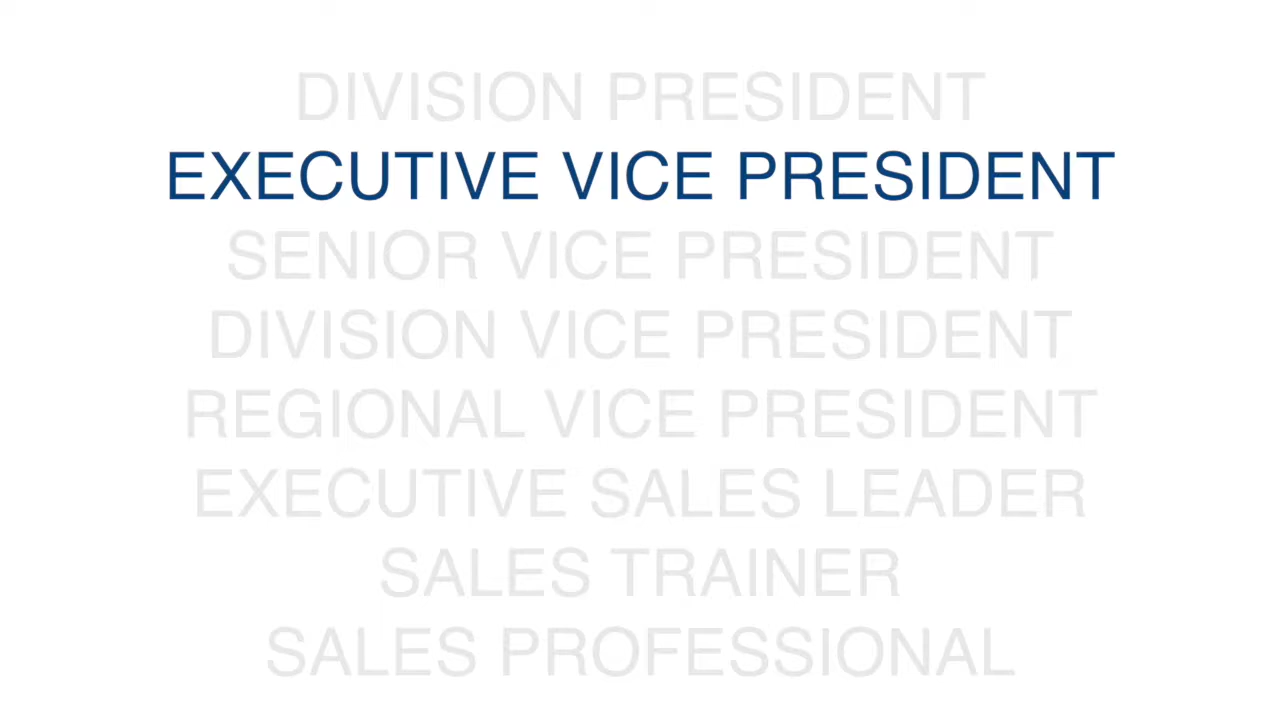 DIVISION PRESIDENT
EXECUTIVE VICE PRESIDENT
SENIOR VICE PRESIDENT
DIVISION VICE PRESIDENT
REGIONAL VICE PRESIDENT
EXECUTIVE SALES LEADER
SALES TRAINER
SALES PROFESSIONAL